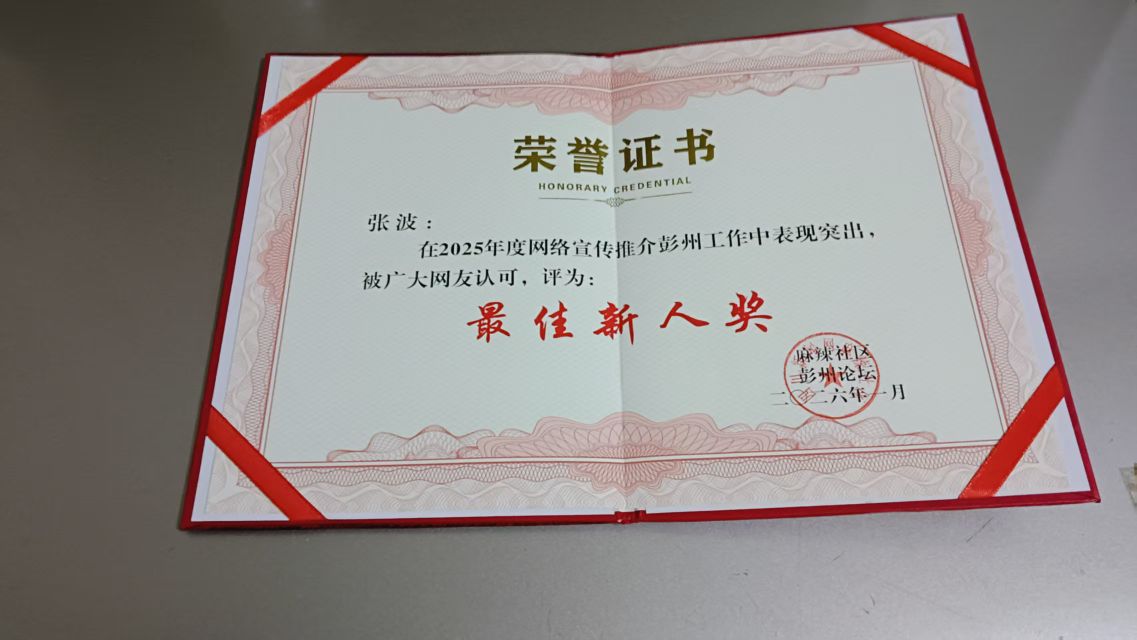 荣誉证书
HONORARY CREDENTIAL
张波：
在2025年度网络宣传推介彭州工作中表现突出，
被广大网友认可，评为：
最佳新人奖
麻辣社区
彭州论坛
二〇二六年一月